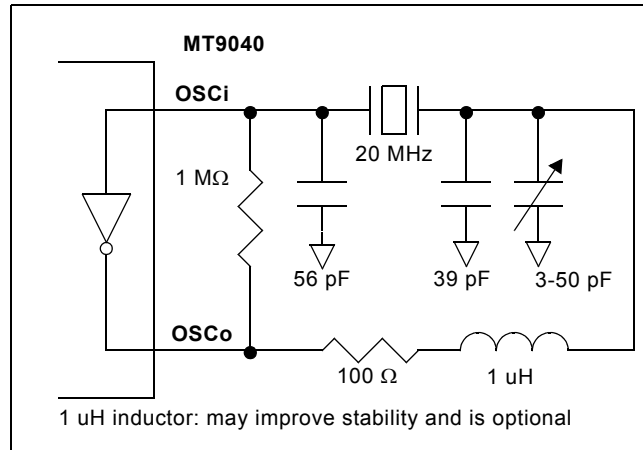 MT9040
OSCi
20 MHz
1 MΩ
56 pF
39 pF
3-50 pF
OSCo
100 Ω
1 uH
1 uH inductor: may improve stability and is optional